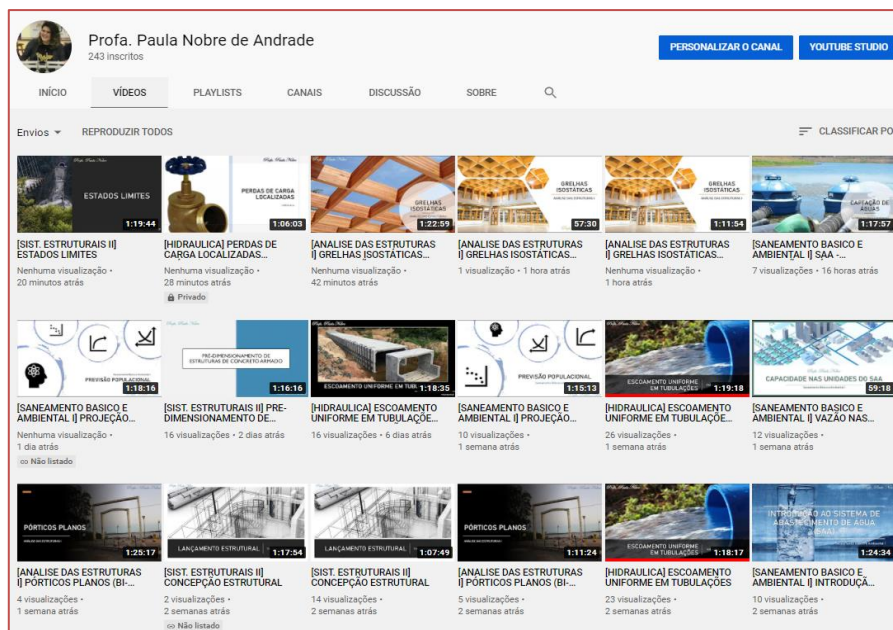 Profa. Paula Nobre de Andrade
243 inscritos
PERSONALIZAR O CANAL
YOUTUBE STUDIO
INÍCIO
VÍDEOS
PLAYLISTS
CANAIS
DISCUSSÃO
SOBRE
Envios
REPRODUZIR TODOS
CLASSIFICAR PO
ESTADOS LIMITES
1:19:44
PERDAS DE CARGA
LOCALIZADAS
1:06:03
GRELHAS
ISOSTÁTICAS
1:22:59
GRELHAS
ISOSTÁTICAS
57:30
GRELHAS
ISOSTÁTICAS
1:11:54
CAPTAÇÃO DE
ÁGUAS
1:17:57
[SIST. ESTRUTURAIS II]
ESTADOS LIMITES
Nenhuma visualização •
20 minutos atrás
[HIDRAULICA] PERDAS DE
CARGA LOCALIZADAS...
Nenhuma visualização •
28 minutos atrás
Privado
[ANALISE DAS ESTRUTURAS
I] GRELHAS ISOSTÁTICAS...
Nenhuma visualização •
42 minutos atrás
[ANALISE DAS ESTRUTURAS
I] GRELHAS ISOSTÁTICAS...
1 visualização • 1 hora atrás
[ANALISE DAS ESTRUTURAS
I] GRELHAS ISOSTÁTICAS...
Nenhuma visualização •
1 hora atrás
[SANEAMENTO BASICO E
AMBIENTAL I] SAA -...
7 visualizações • 16 horas atrás
PREVISÃO POPULACIONAL
1:18:16
PRÉ-DIMENSIONAMENTO DE
ESTRUTURAS DE CONCRETO ARMADO
1:16:16
ESCOAMENTO UNIFORME EM
1:18:35
PREVISÃO POPULACIONAL
1:15:13
ESCOAMENTO UNIFORME
EM TUBULAÇÕES
1:19:18
CAPACIDADE NAS UNIDADES DO SAA
59:18
[SANEAMENTO BASICO E
AMBIENTAL I] PROJEÇÃO...
Nenhuma visualização •
1 dia atrás
Não listado
[SIST. ESTRUTURAIS II] PRE-
DIMENSIONAMENTO DE...
16 visualizações • 2 dias atrás
[HIDRAULICA] ESCOAMENTO
UNIFORME EM TUBULAÇÕE...
16 visualizações • 6 dias atrás
[SANEAMENTO BASICO E
AMBIENTAL I] PROJEÇÃO...
10 visualizações •
1 semana atrás
[HIDRAULICA] ESCOAMENTO
UNIFORME EM TUBULAÇÕE...
26 visualizações •
1 semana atrás
[SANEAMENTO BASICO E
AMBIENTAL I] VAZÃO NAS...
12 visualizações •
1 semana atrás
PÓRTICOS PLANOS
1:25:17
LANÇAMENTO ESTRUTURAL
1:17:54
LANÇAMENTO ESTRUTURAL
1:07:49
PÓRTICOS PLANOS
1:11:24
ESCOAMENTO UNIFORME
EM TUBULAÇÕES
1:18:17
INTRODUÇÃO AO SISTEMA DE
ABASTECIMENTO DE ÁGUA
(SAA)
1:24:34
[ANALISE DAS ESTRUTURAS
I] PÓRTICOS PLANOS (BI-...
4 visualizações •
1 semana atrás
[SIST. ESTRUTURAIS II]
CONCEPÇÃO ESTRUTURAL
2 visualizações •
2 semanas atrás
Não listado
[SIST. ESTRUTURAIS II]
CONCEPÇÃO ESTRUTURAL
14 visualizações •
2 semanas atrás
[ANALISE DAS ESTRUTURAS
I] PÓRTICOS PLANOS (BI-...
5 visualizações •
2 semanas atrás
[HIDRAULICA] ESCOAMENTO
UNIFORME EM TUBULAÇÕES
23 visualizações •
2 semanas atrás
[SANEAMENTO BASICO E
AMBIENTAL I] INTRODUÇÃ...
10 visualizações •
2 semanas atrás